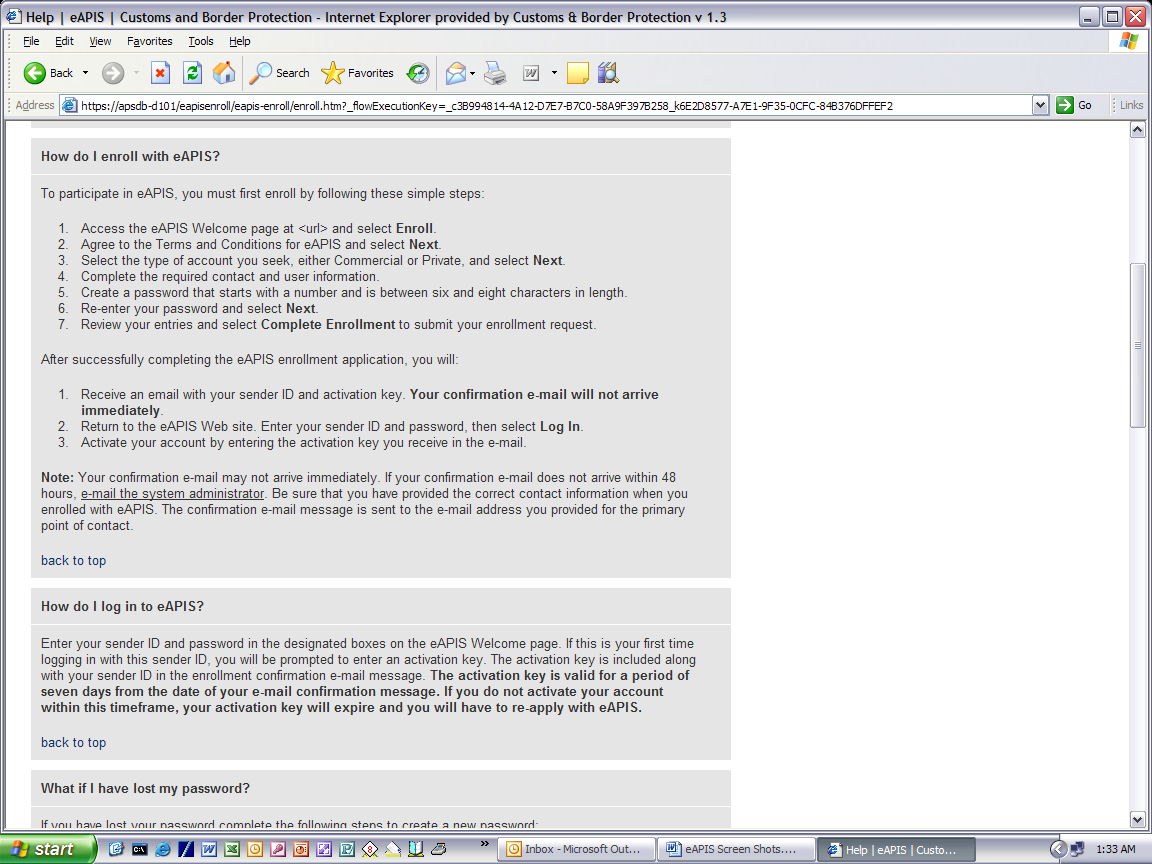 Help | eAPIS | Customs and Border Protection - Internet Explorer provided by Customs & Border Protection v 1.3
File Edit View Favorites Tools Help
Back Search Favorites
Address https://apsdb-d101/eapisenroll/eapis-enroll/enroll.htm?_flowExecutionKey=_c3B994814-4A12-D7E7-B7C0-58A9F397B258_k6E2D8577-A7E1-9F35-0CFC-84B376DFFEF2 Go Links
How do I enroll with eAPIS?
To participate in eAPIS, you must first enroll by following these simple steps:
1. Access the eAPIS Welcome page at <url> and select Enroll.
2. Agree to the Terms and Conditions for eAPIS and select Next.
3. Select the type of account you seek, either Commercial or Private, and select Next.
4. Complete the required contact and user information.
5. Create a password that starts with a number and is between six and eight characters in length.
6. Re-enter your password and select Next.
7. Review your entries and select Complete Enrollment to submit your enrollment request.
After successfully completing the eAPIS enrollment application, you will:
1. Receive an email with your sender ID and activation key. Your confirmation e-mail will not arrive
immediately.
2. Return to the eAPIS Web site. Enter your sender ID and password, then select Log In.
3. Activate your account by entering the activation key you receive in the e-mail.
Note: Your confirmation e-mail may not arrive immediately. If your confirmation e-mail does not arrive within 48
hours, e-mail the system administrator. Be sure that you have provided the correct contact information when you
enrolled with eAPIS. The confirmation e-mail message is sent to the e-mail address you provided for the primary
point of contact.
back to top
How do I log in to eAPIS?
Enter your sender ID and password in the designated boxes on the eAPIS Welcome page. If this is your first time
logging in with this sender ID, you will be prompted to enter an activation key. The activation key is included along
with your sender ID in the enrollment confirmation e-mail message. The activation key is valid for a period of
seven days from the date of your e-mail confirmation message. If you do not activate your account
within this timeframe, your activation key will expire and you will have to re-apply with eAPIS.
back to top
What if I have lost my password?
If you have lost your password complete the following steps to create a new password:
start Inbox - Microsoft Out... eAPIS Screen Shots.... Help | eAPIS | Custo... 1:33 AM